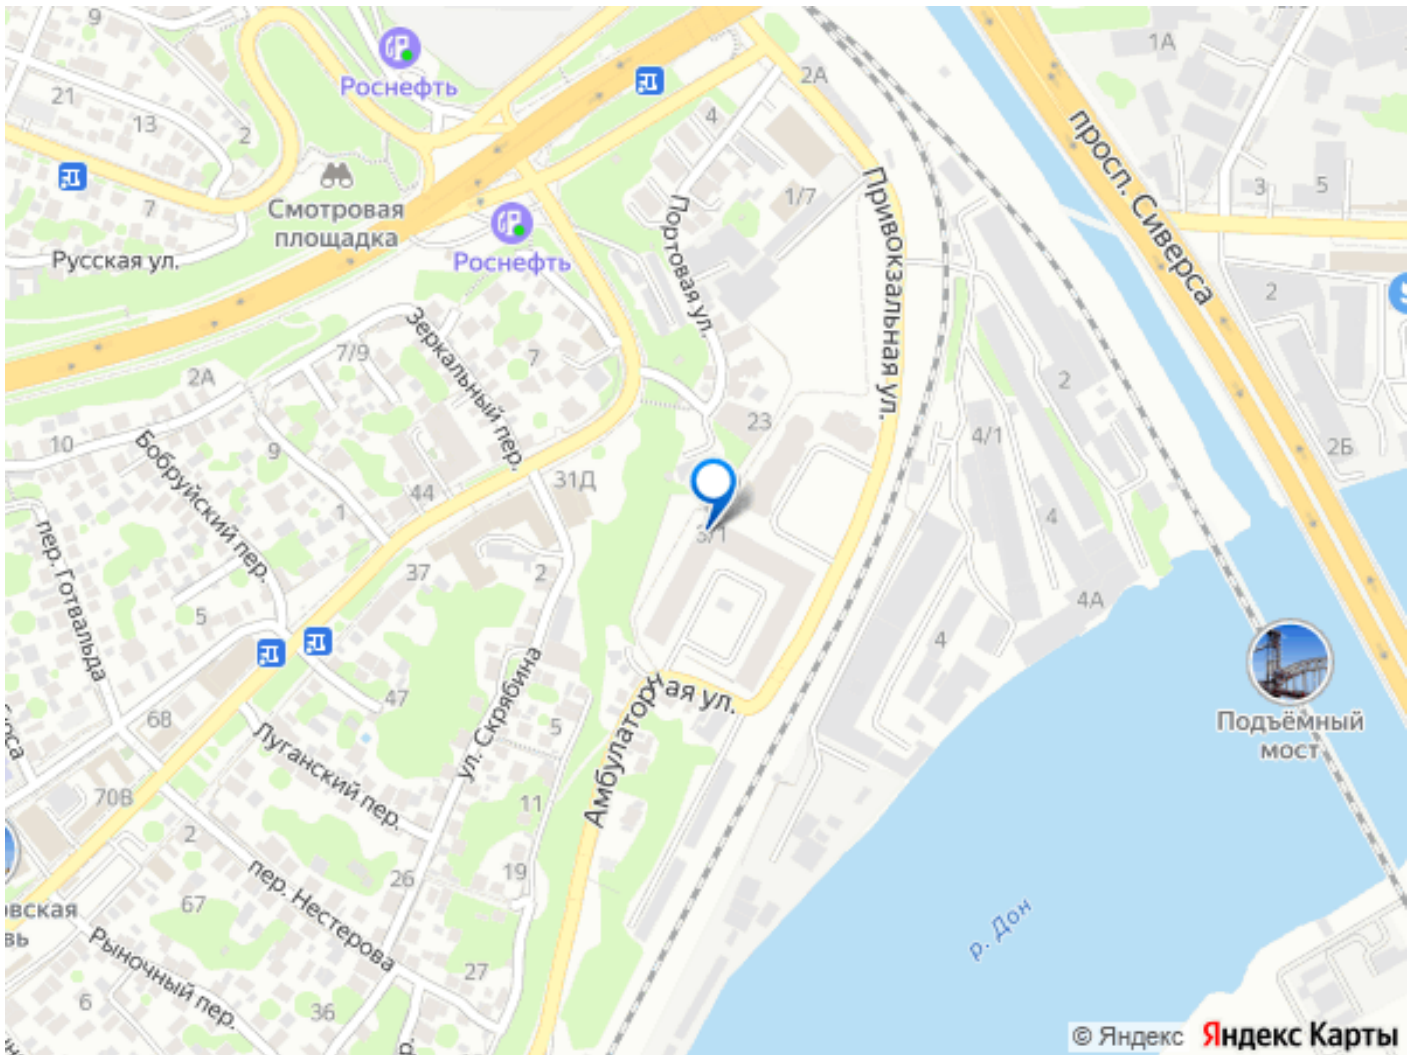 1А
2А
Роснефть
21
13
2
4
просп. Сиверса
Привокзальная ул.
3
5
1/7
7
Смотровая
площадка
Портовая ул.
Русская ул.
Роснефть
2
Зеркальный пер.
7/9
7
2А
2
23
10
Бобруйский пер.
9
4/1
2Б
44
31Д
1
4
3/1
пер. Готвальда
37
2
4А
5
4
ул. Скрябина
47
Амбулаторная ул.
68
5
Подъёмный
мост
Луганский пер.
70В
11
2
19
пер. Нестерова
26
67
р. Дон
Рыночный пер.
27
6
36
© Яндекс Яндекс Карты